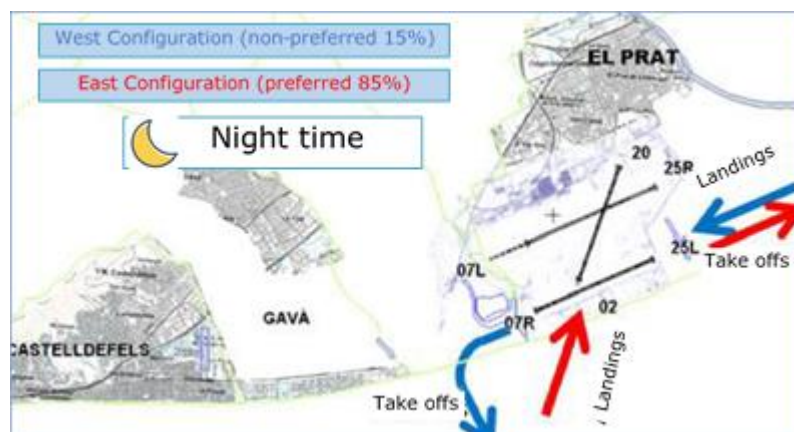 West Configuration (non-preferred 15%)
East Configuration (preferred 85%)
Night time
EL PRAT
20
25R
Landings
25L
Take offs
07L
02
07R
GAVÀ
CASTELLDEFELS
Take offs
Landings